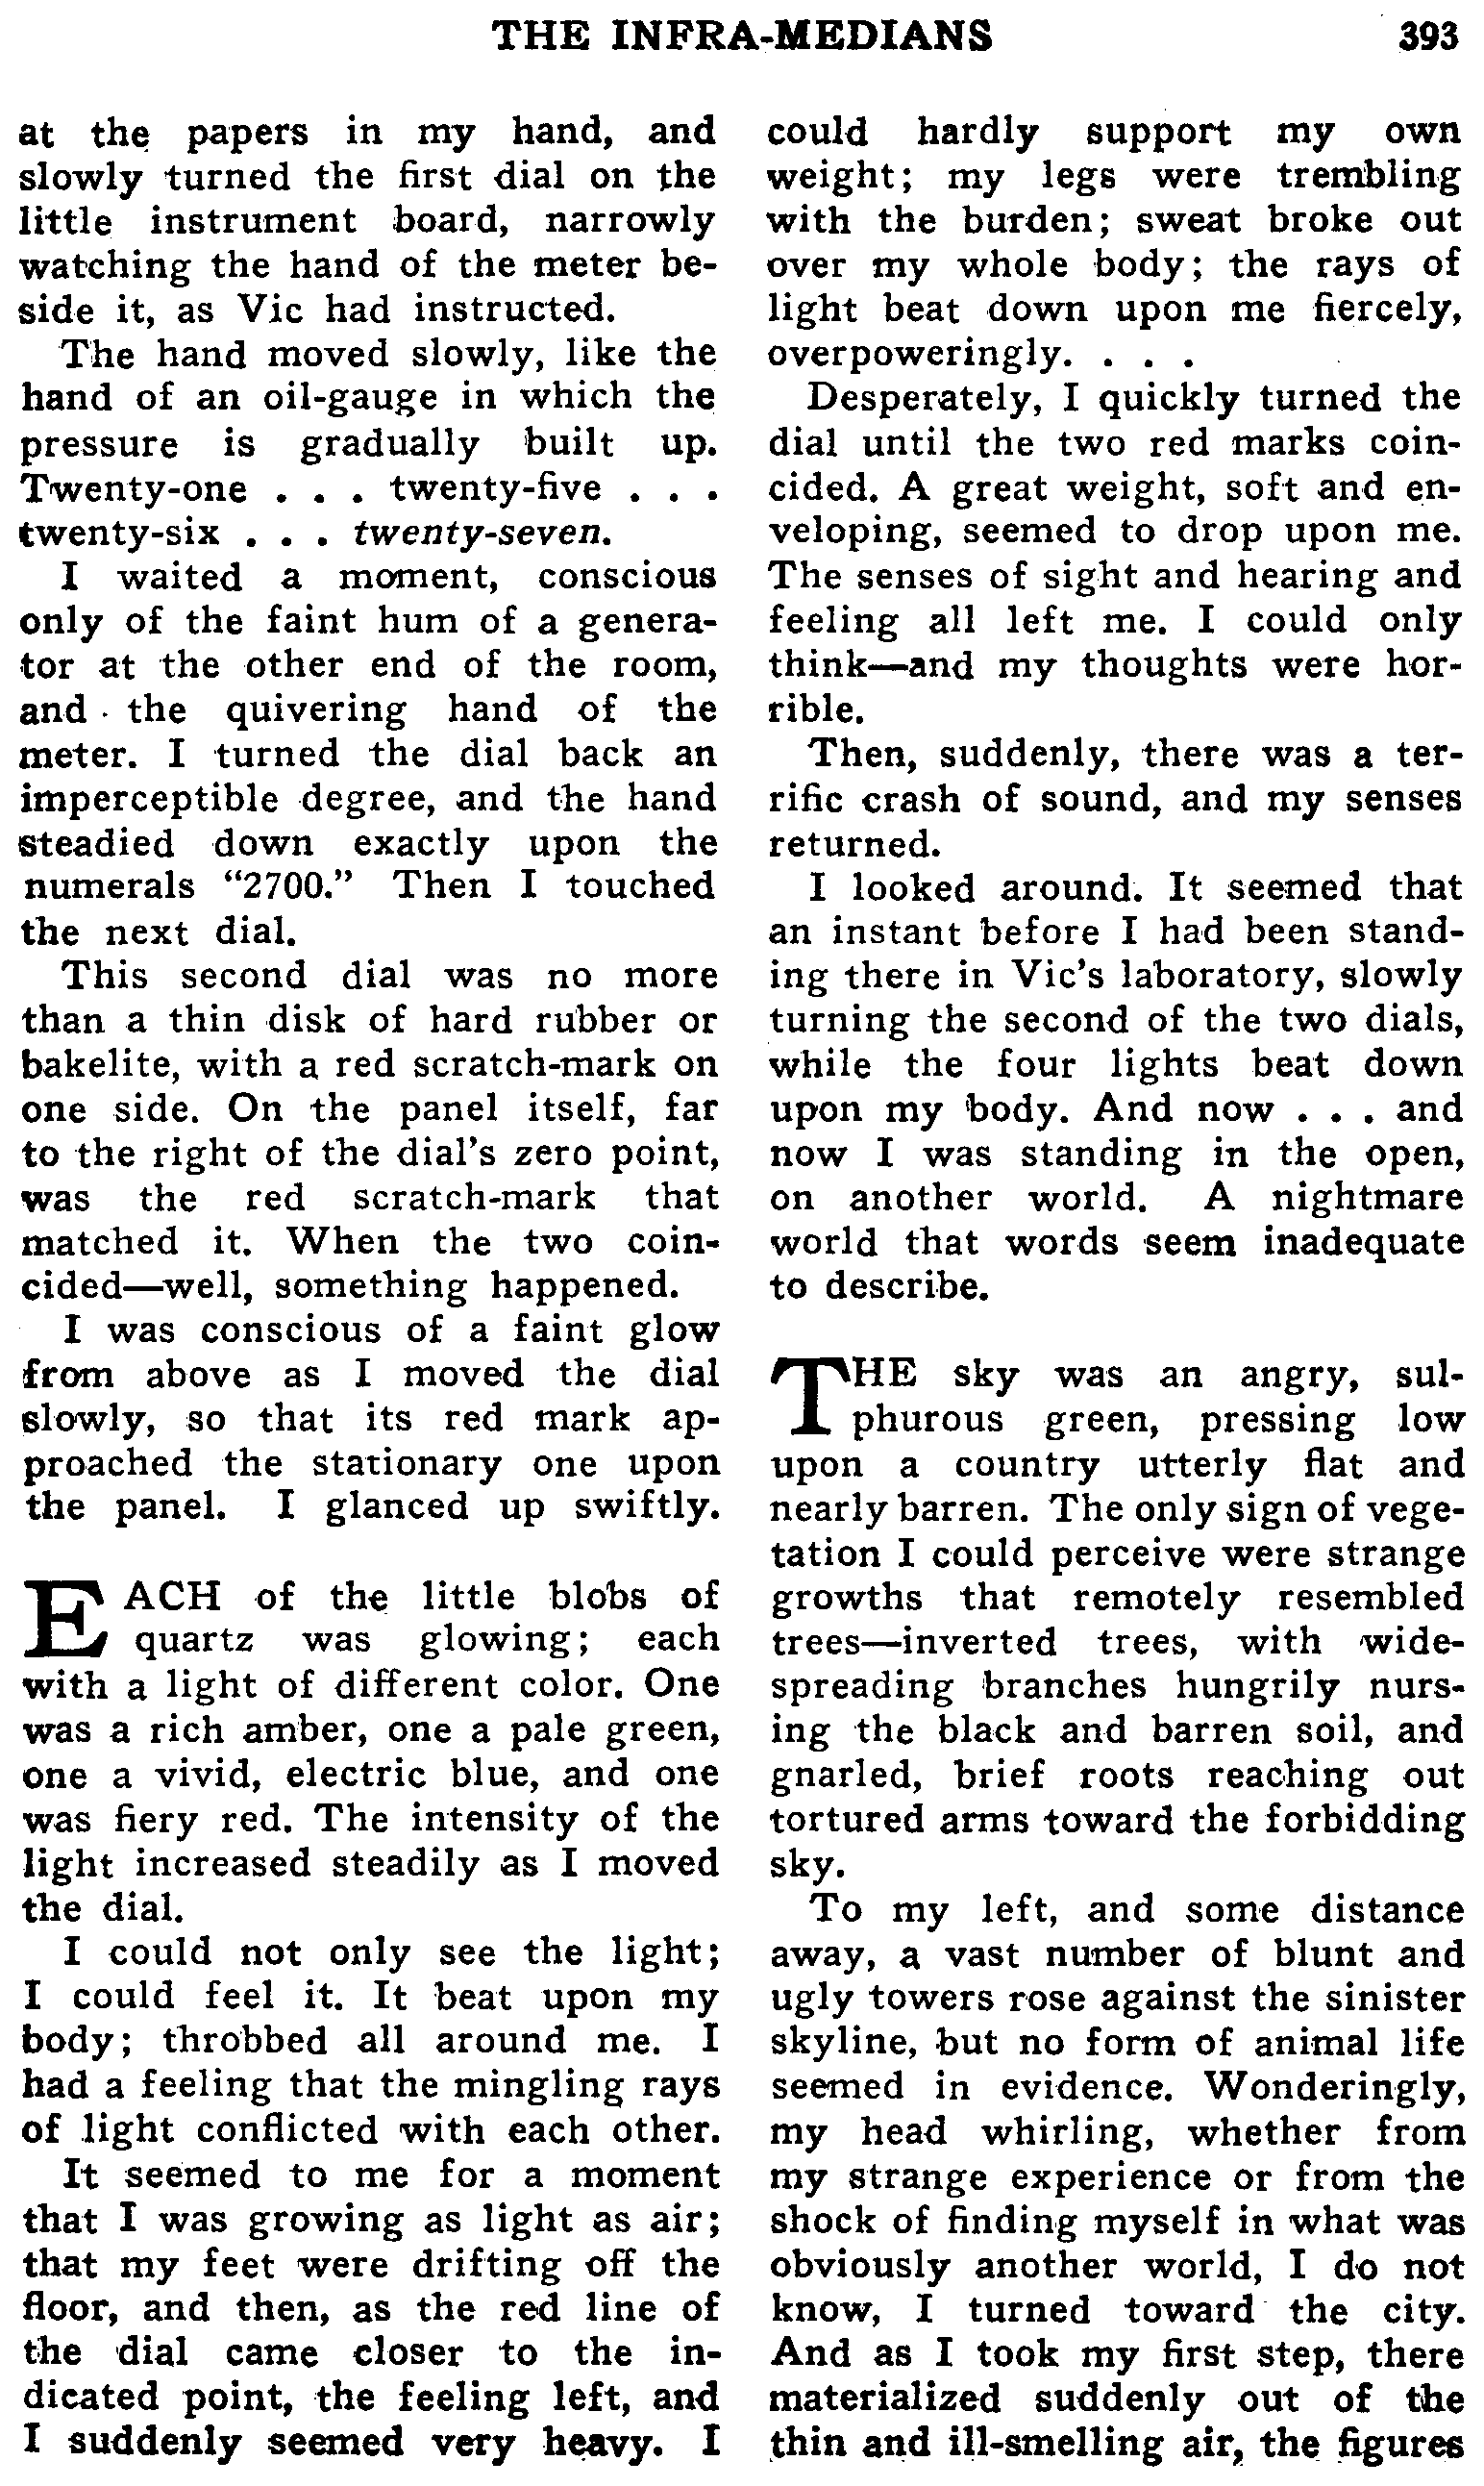 THE INFRA-MEDIANS 393
at the papers in my hand, and
slowly turned the first dial on the
little instrument board, narrowly
watching the hand of the meter be-
side it, as Vic had instructed.
The hand moved slowly, like the
hand of an oil-gauge in which the
pressure is gradually built up.
Twenty-one . . . twenty-five . . .
twenty-six . . . twenty-seven.
I waited a moment, conscious
only of the faint hum of a genera-
tor at the other end of the room,
and the quivering hand of the
meter. I turned the dial back an
imperceptible degree, and the hand
steadied down exactly upon the
numerals “2700.” Then I touched
the next dial.
This second dial was no more
than a thin disk of hard rubber or
bakelite, with a red scratch-mark on
one side. On the panel itself, far
to the right of the dial’s zero point,
was the red scratch-mark that
matched it. When the two coin-
cided—well, something happened.
I was conscious of a faint glow
from above as I moved the dial
slowly, so that its red mark ap-
proached the stationary one upon
the panel. I glanced up swiftly.
EACH of the little blobs of
quartz was glowing; each
with a light of different color. One
was a rich amber, one a pale green,
one a vivid, electric blue, and one
was fiery red. The intensity of the
light increased steadily as I moved
the dial.
I could not only see the light;
I could feel it. It beat upon my
body; throbbed all around me. I
had a feeling that the mingling rays
of light conflicted with each other.
It seemed to me for a moment
that I was growing as light as air;
that my feet were drifting off the
floor, and then, as the red line of
the dial came closer to the in-
dicated point, the feeling left, and
I suddenly seemed very heavy. I
could hardly support my own
weight; my legs were trembling
with the burden; sweat broke out
over my whole body; the rays of
light beat down upon me fiercely,
overpoweringly. . . .
Desperately, I quickly turned the
dial until the two red marks coin-
cided. A great weight, soft and en-
veloping, seemed to drop upon me.
The senses of sight and hearing and
feeling all left me. I could only
think—and my thoughts were hor-
rible.
Then, suddenly, there was a ter-
rific crash of sound, and my senses
returned.
I looked around. It seemed that
an instant before I had been stand-
ing there in Vic’s laboratory, slowly
turning the second of the two dials,
while the four lights beat down
upon my body. And now . . . and
now I was standing in the open,
on another world. A nightmare
world that words seem inadequate
to describe.
THE sky was an angry, sul-
phurous green, pressing low
upon a country utterly flat and
nearly barren. The only sign of vege-
tation I could perceive were strange
growths that remotely resembled
trees—inverted trees, with wide-
spreading branches hungrily nurs-
ing the black and barren soil, and
gnarled, brief roots reaching out
tortured arms toward the forbidding
sky.
To my left, and some distance
away, a vast number of blunt and
ugly towers rose against the sinister
skyline, but no form of animal life
seemed in evidence. Wonderingly,
my head whirling, whether from
my strange experience or from the
shock of finding myself in what was
obviously another world, I do not
know, I turned toward the city.
And as I took my first step, there
materialized suddenly out of the
thin and ill-smelling air, the figures